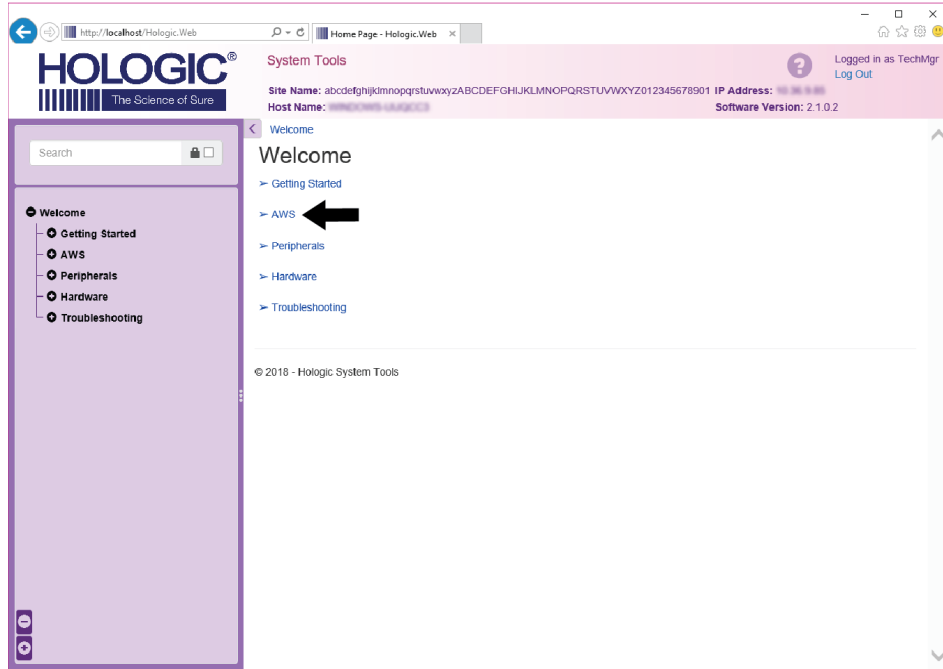 http://localhost/Hologic.Web
Home Page - Hologic.Web
HOLOGIC®
The Science of Sure
System Tools
Logged in as TechMgr
Log Out
Site Name: abcdefghijklmnopqrstuvwxyzABCDEFGHIJKLMNOPQRSTUVWXYZ012345678901 IP Address:
Host Name:
Software Version: 2.1.0.2
Search
Welcome
Getting Started
AWS
Peripherals
Hardware
Troubleshooting
Welcome
Welcome
➢ Getting Started
➢ AWS
➢ Peripherals
➢ Hardware
➢ Troubleshooting
© 2018 - Hologic System Tools